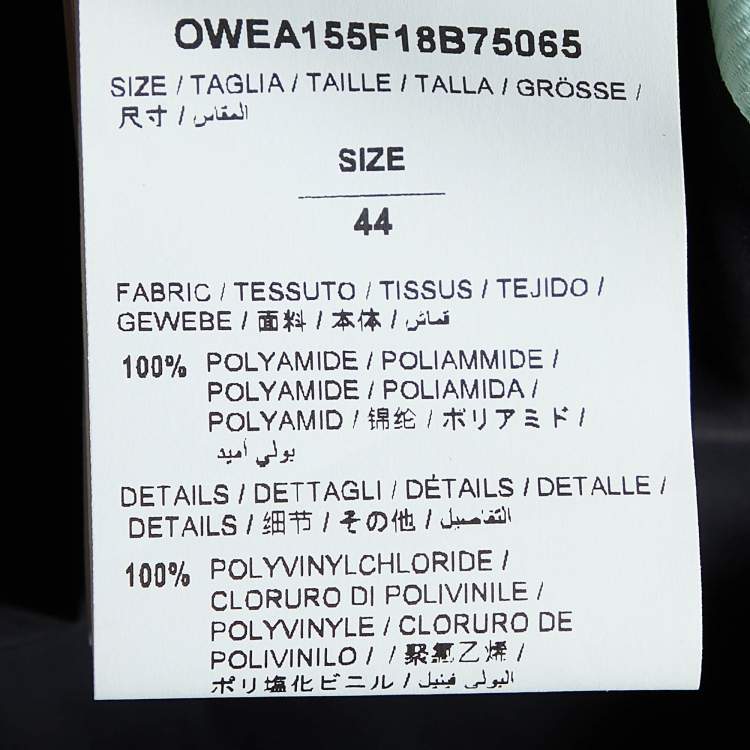 OWEA155F18B75065
SIZE / TAGLIA / TAILLE / TALLA / GRÖSSE /
尺寸 / المقاس
SIZE
44
FABRIC / TESSUTO / TISSUS / TEJIDO /
GEWEBE / 面料 / 本体 / قماش
100% POLYAMIDE / POLIAMMIDE /
POLYAMIDE / POLIAMIDA /
POLYAMID / 锦纶 / ポリアミド /
بولي أميد
DETAILS / DETTAGLI / DÉTAILS / DETALLE /
DETAILS / 细节 / その他 / التفاصيل
100% POLYVINYLCHLORIDE /
CLORURO DI POLIVINILE /
POLYVINYLE / CLORURO DE
POLIVINILO / / 聚氯乙烯 /
ポリ塩化ビニル / البولي فينيل